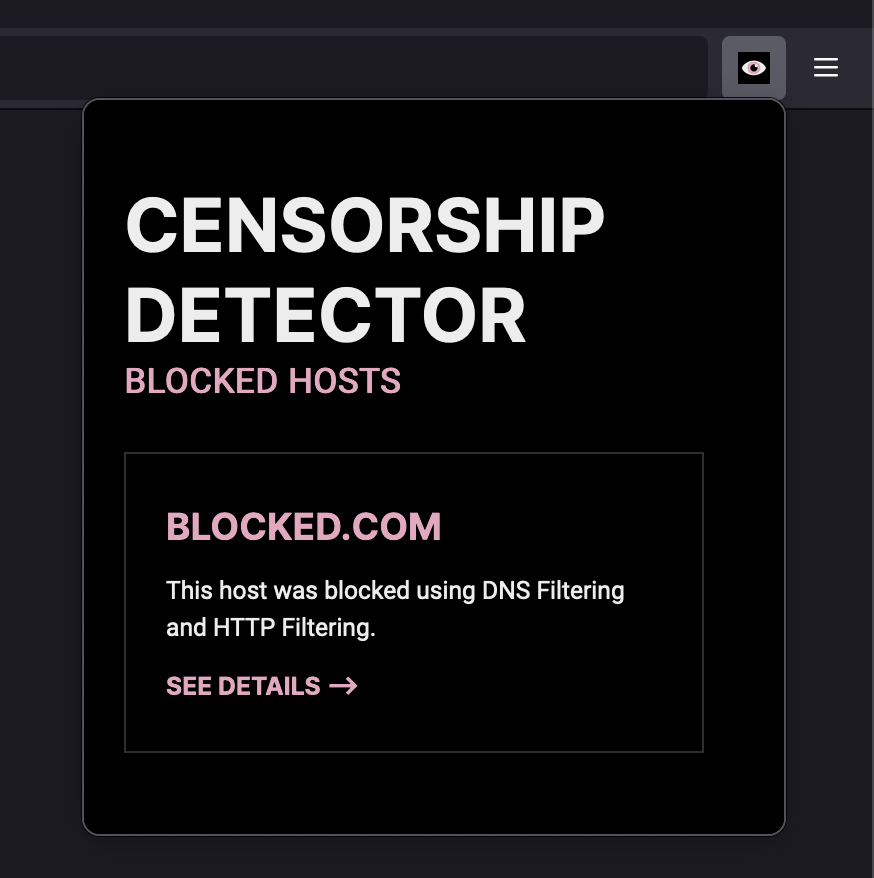 CENSORSHIP
DETECTOR
BLOCKED HOSTS
BLOCKED.COM
This host was blocked using DNS Filtering
and HTTP Filtering.
SEE DETAILS →